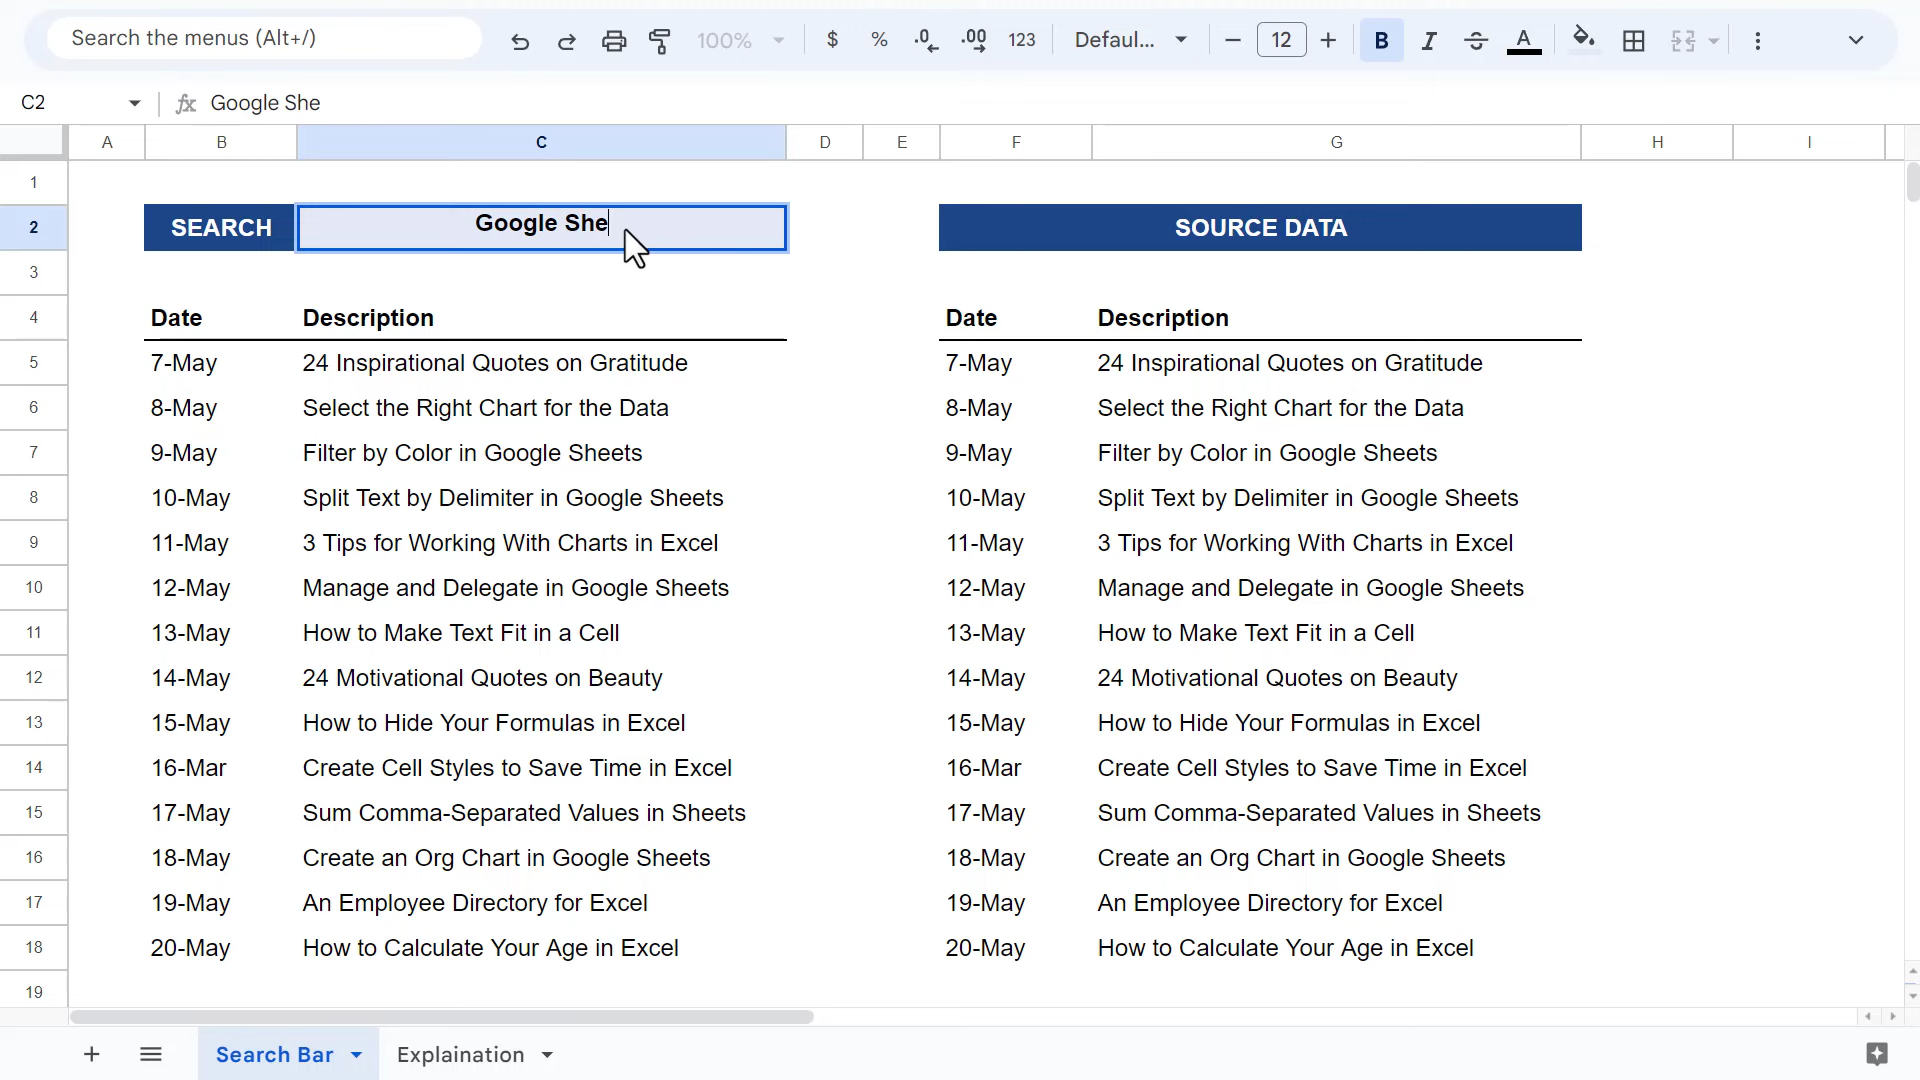 Search the menus (Alt+/) 100% $ % .0 .00 123 Defaul... 12 B I S A
C2 fx Google She
A B C D E F G H I
1
2 SEARCH Google She SOURCE DATA
3
4 Date Description Date Description
5 7-May 24 Inspirational Quotes on Gratitude 7-May 24 Inspirational Quotes on Gratitude
6 8-May Select the Right Chart for the Data 8-May Select the Right Chart for the Data
7 9-May Filter by Color in Google Sheets 9-May Filter by Color in Google Sheets
8 10-May Split Text by Delimiter in Google Sheets 10-May Split Text by Delimiter in Google Sheets
9 11-May 3 Tips for Working With Charts in Excel 11-May 3 Tips for Working With Charts in Excel
10 12-May Manage and Delegate in Google Sheets 12-May Manage and Delegate in Google Sheets
11 13-May How to Make Text Fit in a Cell 13-May How to Make Text Fit in a Cell
12 14-May 24 Motivational Quotes on Beauty 14-May 24 Motivational Quotes on Beauty
13 15-May How to Hide Your Formulas in Excel 15-May How to Hide Your Formulas in Excel
14 16-Mar Create Cell Styles to Save Time in Excel 16-Mar Create Cell Styles to Save Time in Excel
15 17-May Sum Comma-Separated Values in Sheets 17-May Sum Comma-Separated Values in Sheets
16 18-May Create an Org Chart in Google Sheets 18-May Create an Org Chart in Google Sheets
17 19-May An Employee Directory for Excel 19-May An Employee Directory for Excel
18 20-May How to Calculate Your Age in Excel 20-May How to Calculate Your Age in Excel
19
Search Bar Explaination